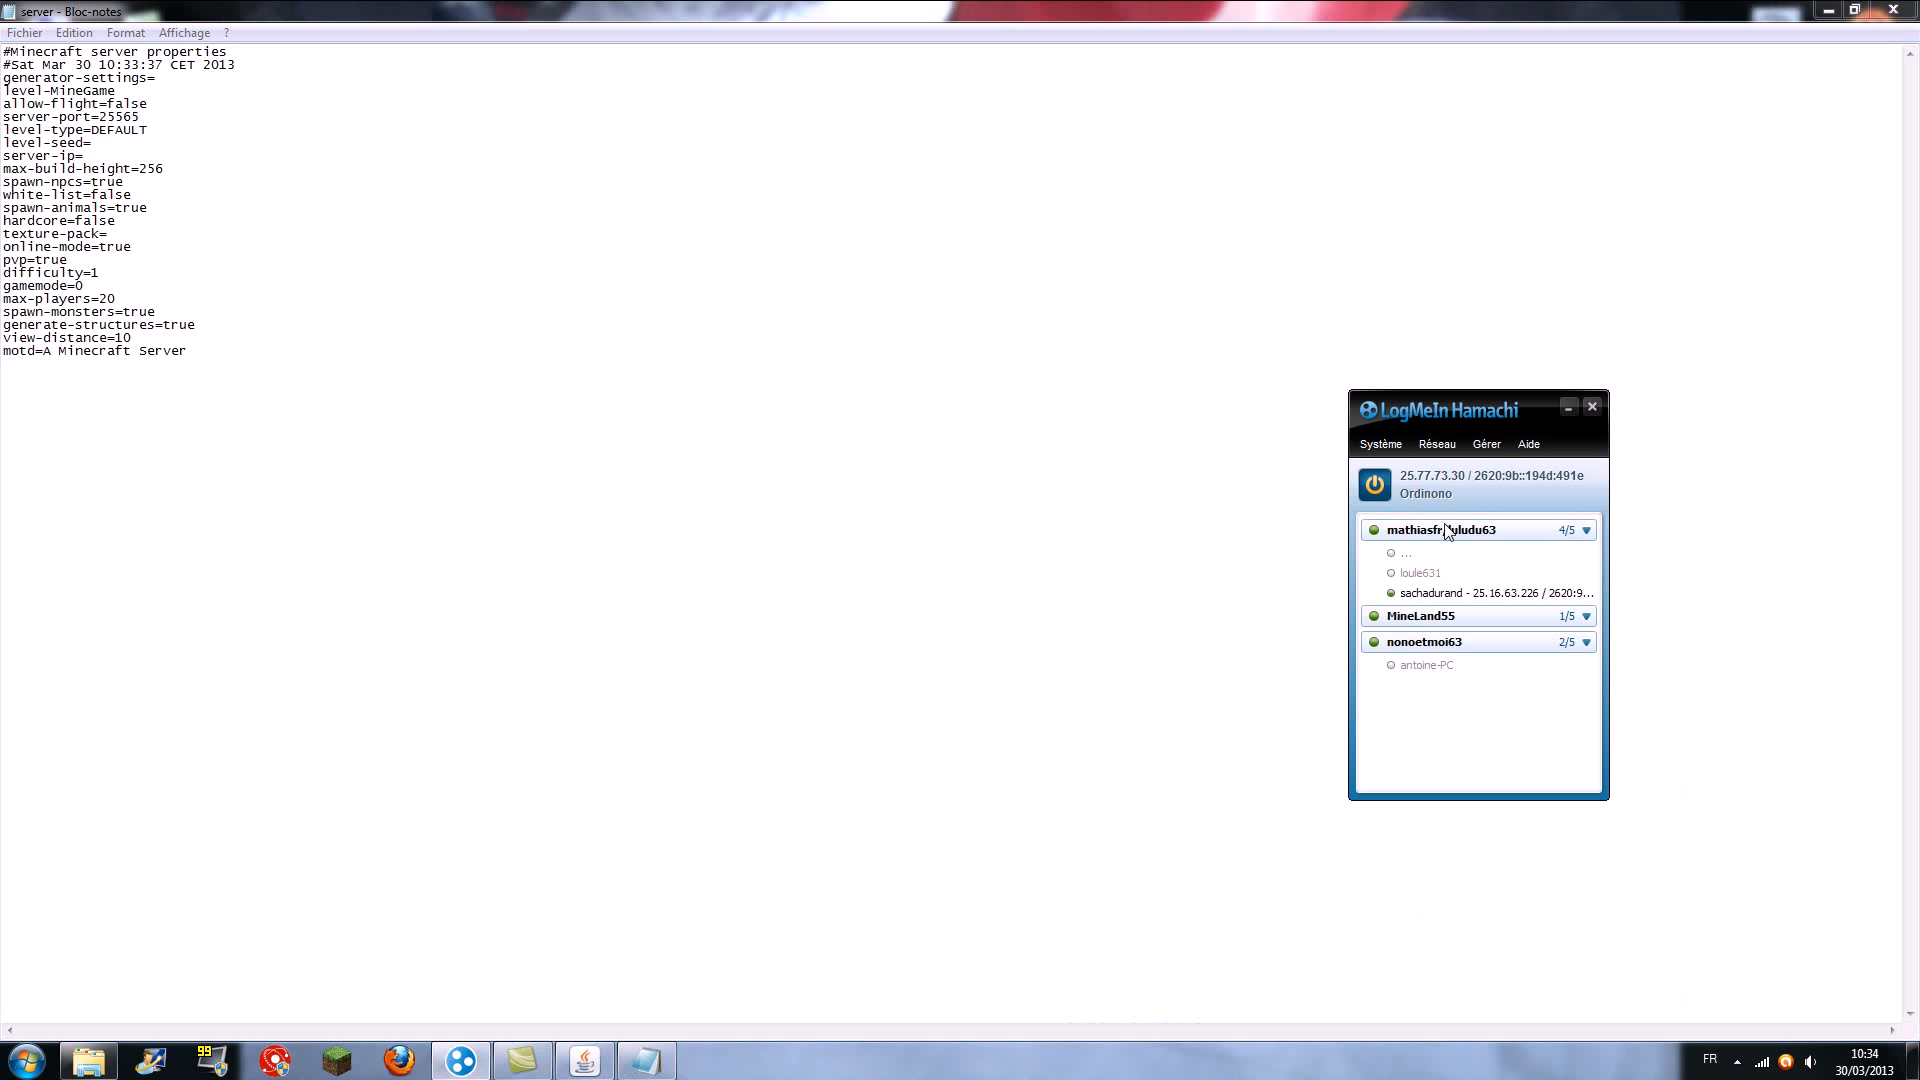 server - Bloc-notes
Fichier Edition Format Affichage ?
#Minecraft server properties
#Sat Mar 30 10:33:37 CET 2013
generator-settings=
level-MineGame
allow-flight=false
server-port=25565
level-type=DEFAULT
level-seed=
server-ip=
max-build-height=256
spawn-npcs=true
white-list=false
spawn-animals=true
hardcore=false
texture-pack=
online-mode=true
pvp=true
difficulty=1
gamemode=0
max-players=20
spawn-monsters=true
generate-structures=true
view-distance=10
motd=A Minecraft Server
LogMeIn Hamachi
Système Réseau Gérer Aide
25.77.73.30 / 2620:9b::194d:491e
Ordinono
4/5
...
loule631
sachadurand - 25.16.63.226 / 2620:9...
MineLand55 1/5
nonoetmoi63 2/5
antoine-PC
99
FR
10:34
30/03/2013